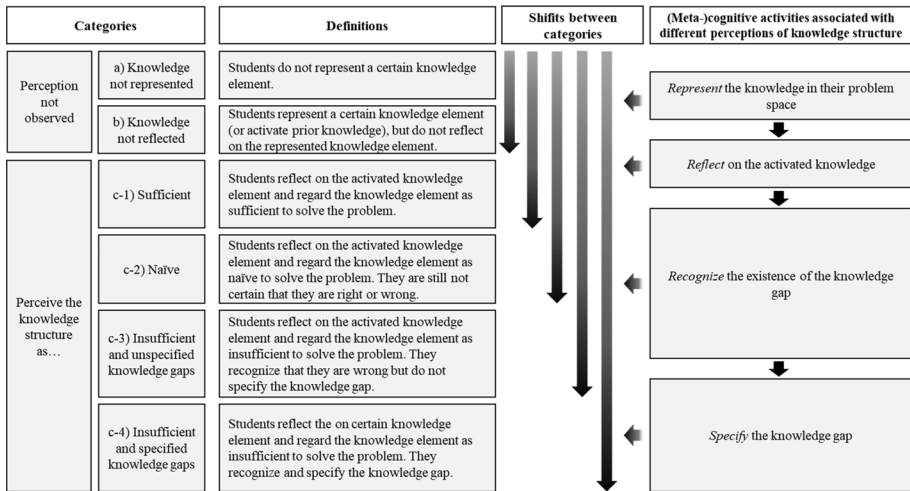 Categories
Definitions
Shifits between
categories
(Meta-)cognitive activities associated with
different perceptions of knowledge structure
Perception
not
observed
a) Knowledge
not represented
Students do not represent a certain knowledge
element.
b) Knowledge
not reflected
Students represent a certain knowledge element
(or activate prior knowledge), but do not reflect
on the represented knowledge element.
Perceive the
knowledge
structure
as…
c-1) Sufficient
Students reflect on the activated knowledge
element and regard the knowledge element as
sufficient to solve the problem.
c-2) Naïve
Students reflect on the activated knowledge
element and regard the knowledge element as
naïve to solve the problem. They are still not
certain that they are right or wrong.
c-3) Insufficient
and unspecified
knowledge gaps
Students reflect on the activated knowledge
element and regard the knowledge element as
insufficient to solve the problem. They
recognize that they are wrong but do not
specify the knowledge gap.
c-4) Insufficient
and specified
knowledge gaps
Students reflect the on certain knowledge
element and regard the knowledge element as
insufficient to solve the problem. They
recognize and specify the knowledge gap.
Represent the knowledge in their problem
space
Reflect on the activated knowledge
Recognize the existence of the knowledge
gap
Specify the knowledge gap